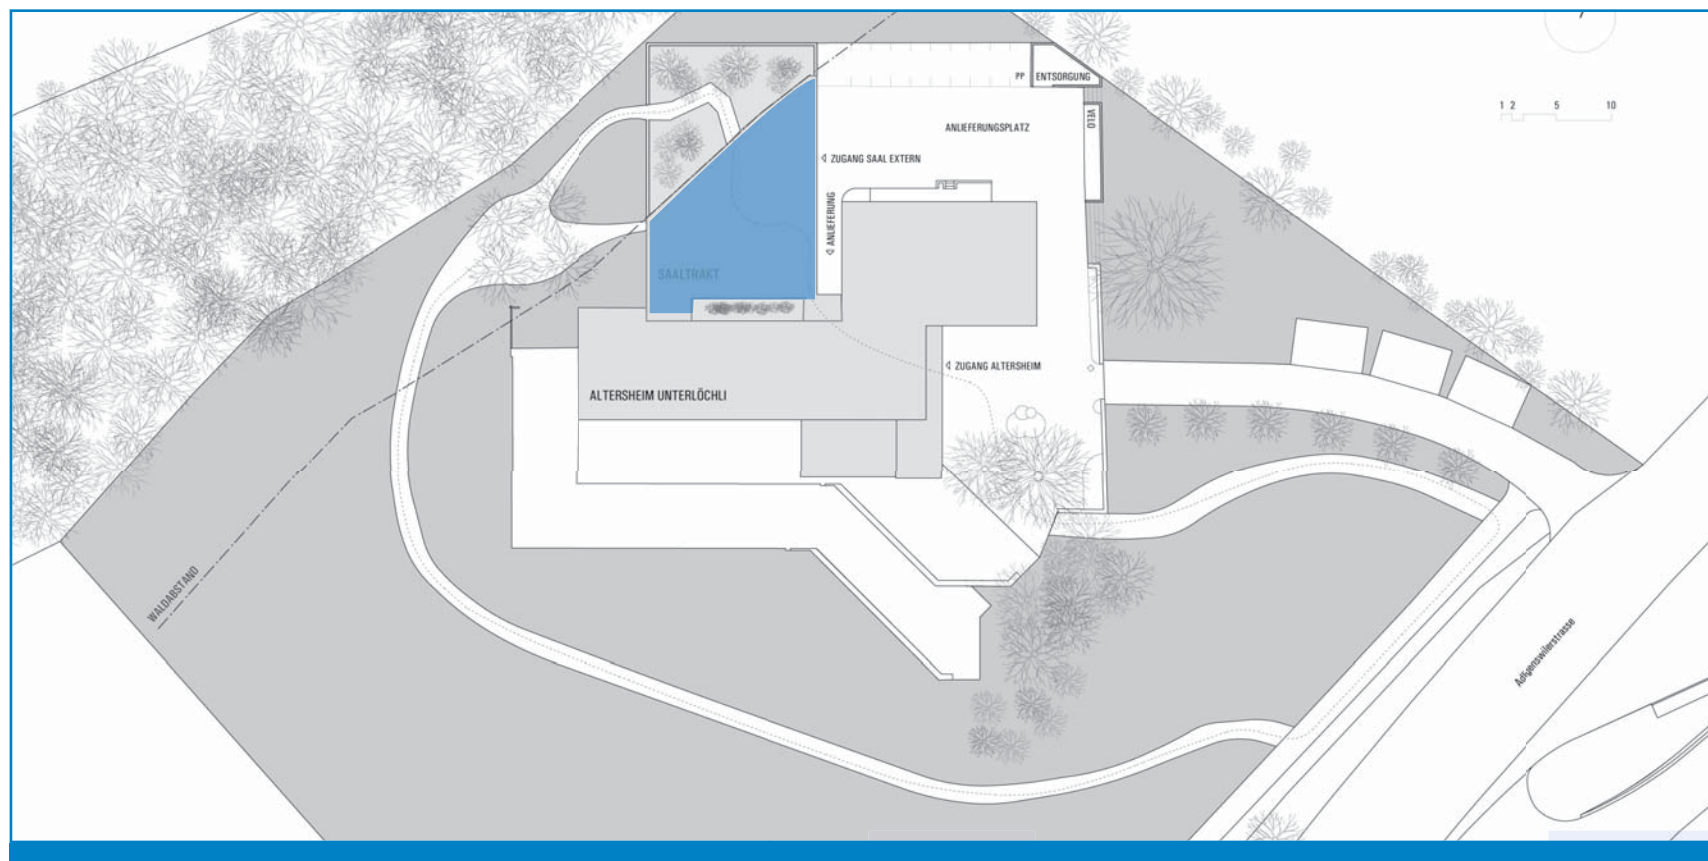 PP
ENTSORGUNG
1 2 5 10
VELO
ANLIEFERUNGSPLATZ
ZUGANG SAAL EXTERN
ANLIEFERUNG
SAALTRAKT
ZUGANG ALTERSHEIM
ALTERSHEIM UNTERLÖCHLI
WALDABSTAND
Adligenswilerstrasse